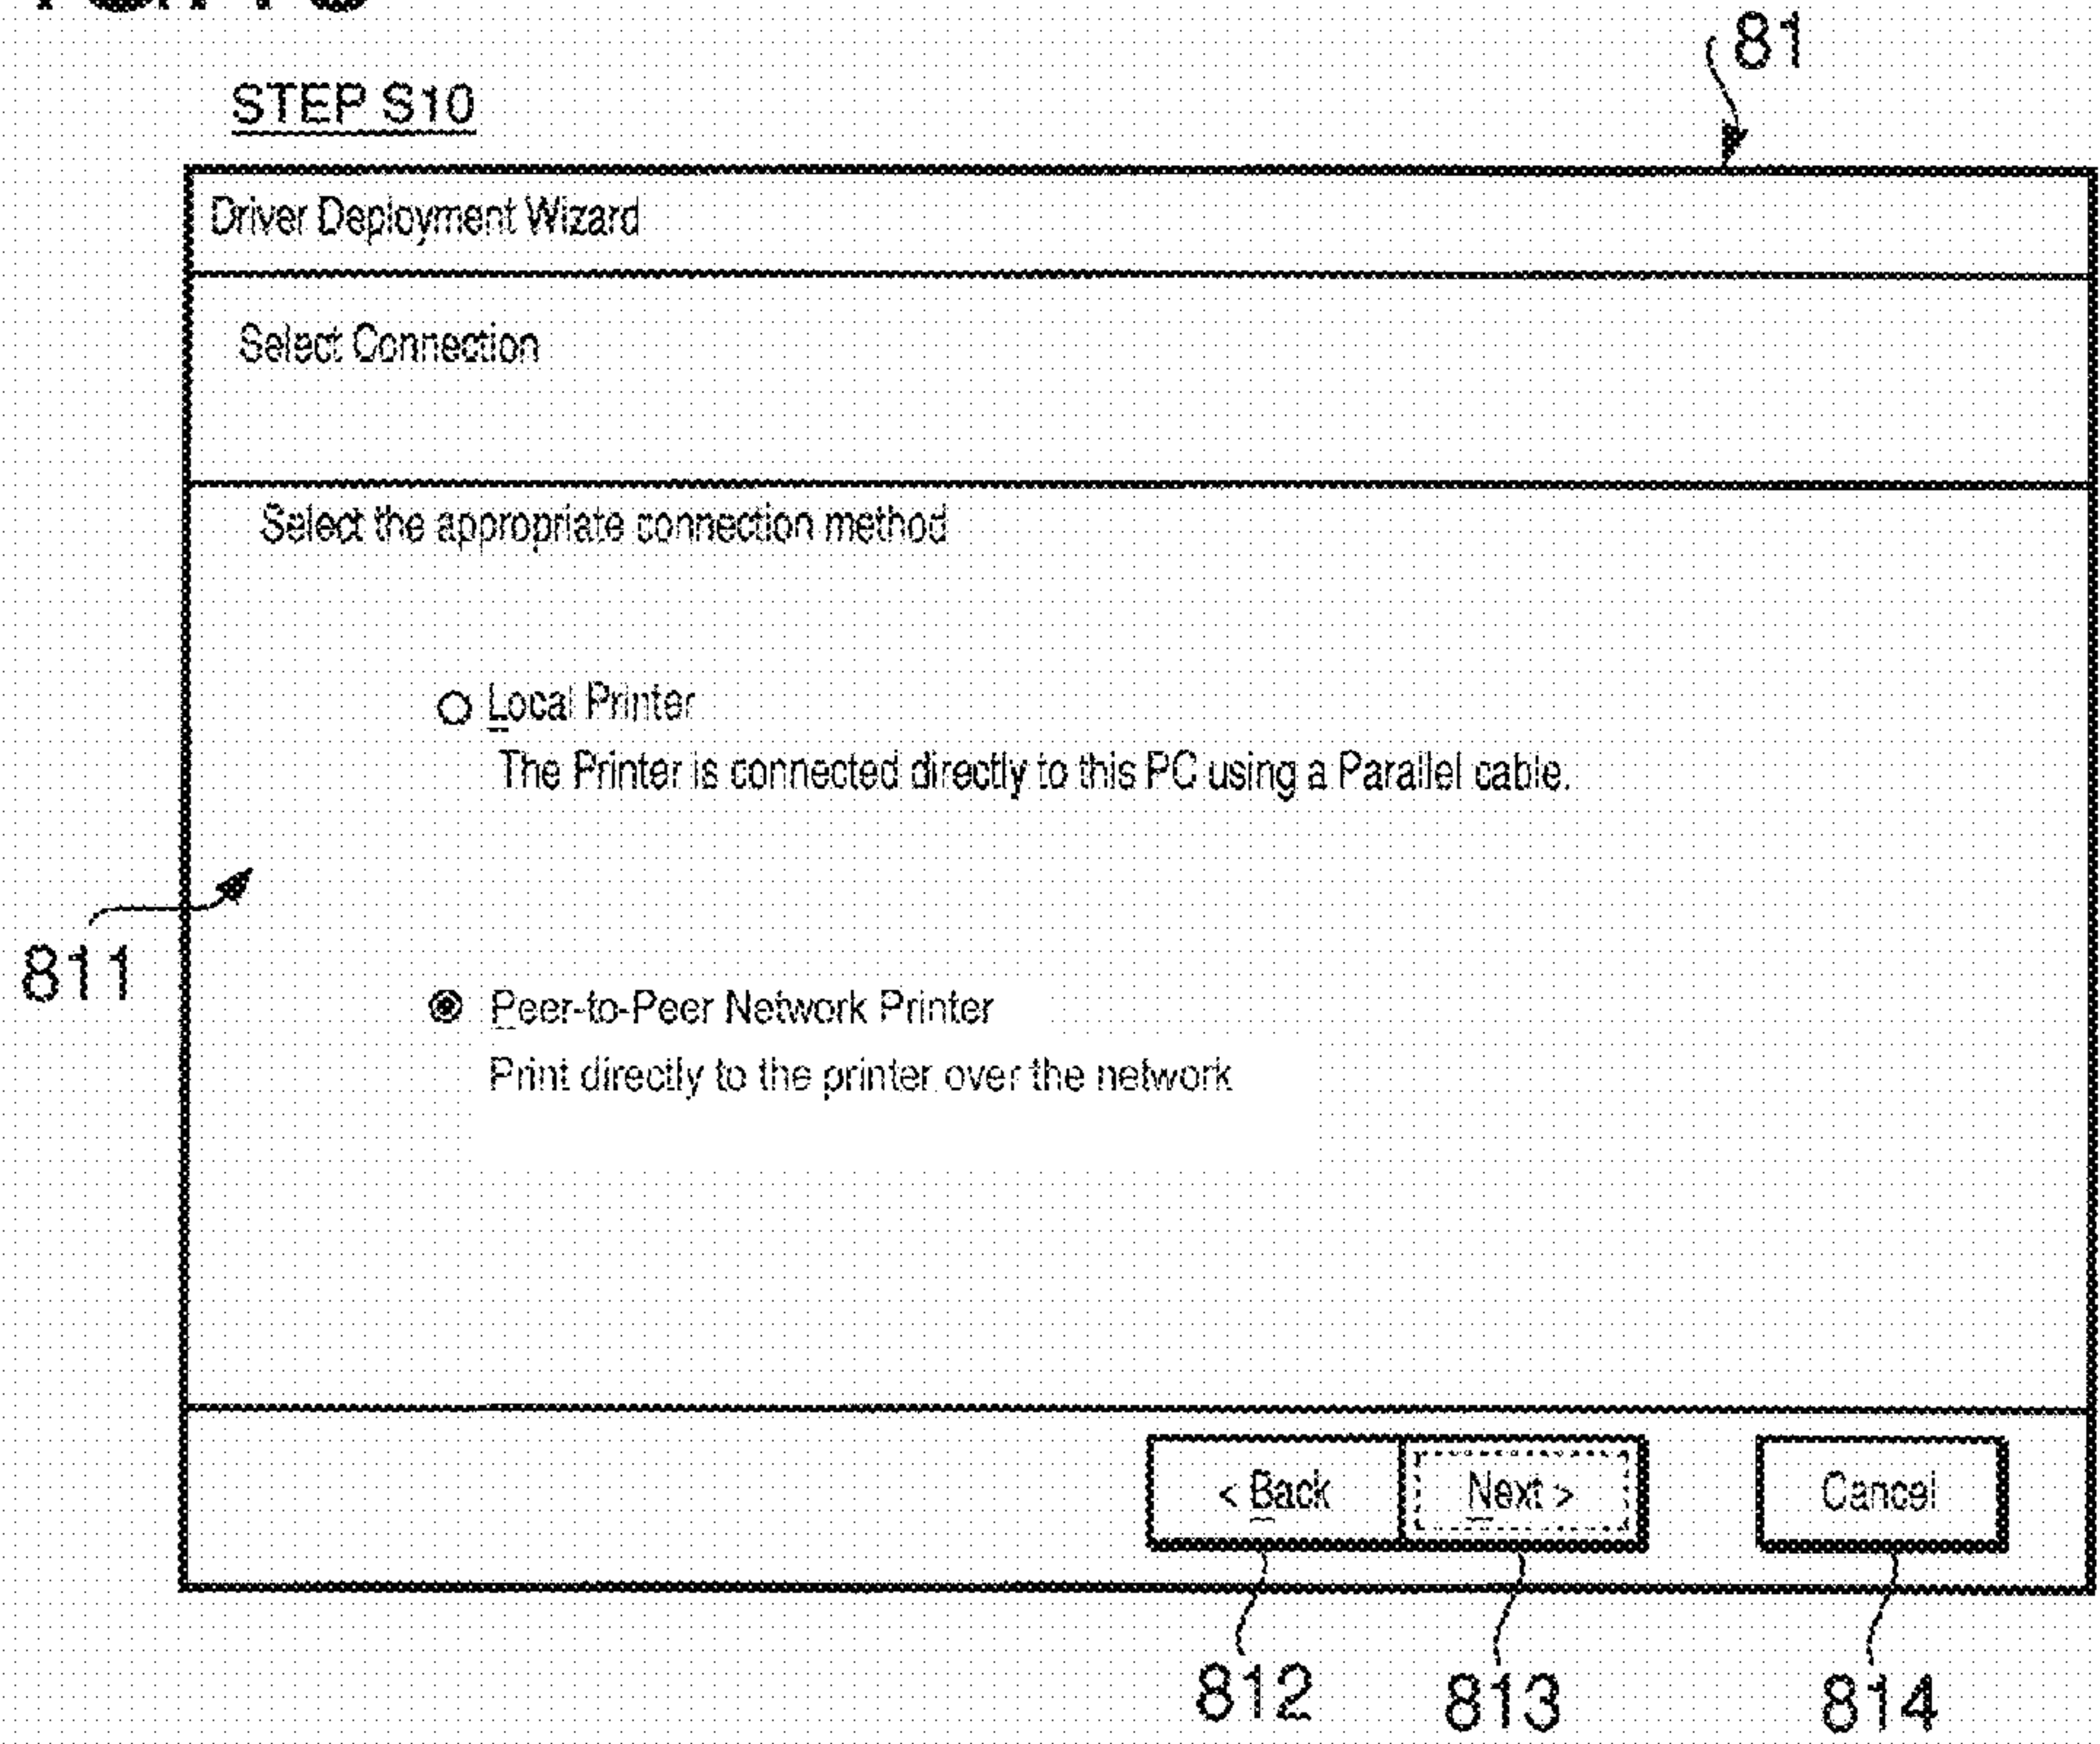 81
STEP S10
Driver Deployment Wizard
Select Connection
Select the appropriate connection method
Local Printer
The Printer is connected directly to this PC using a Parallel cable.
811
Peer-to-Peer Network Printer
Print directly to the printer over the network
< Back Next > Cancel
812 813 814